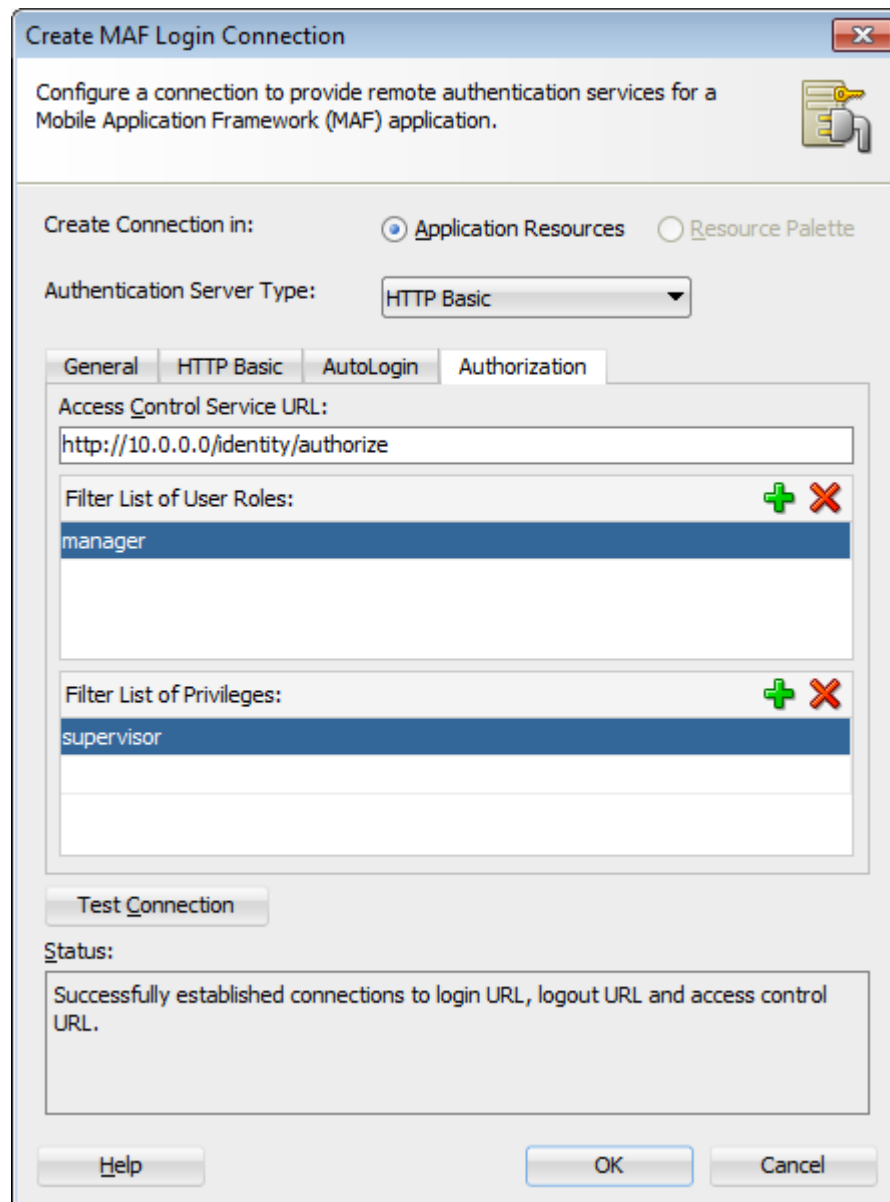 Create MAF Login Connection
Configure a connection to provide remote authentication services for a
Mobile Application Framework (MAF) application.
Create Connection in:
Application Resources
Resource Palette
Authentication Server Type:
HTTP Basic
General
HTTP Basic
AutoLogin
Authorization
Access Control Service URL:
http://10.0.0.0/identity/authorize
Filter List of User Roles:
manager
Filter List of Privileges:
supervisor
Test Connection
Status:
Successfully established connections to login URL, logout URL and access control
URL.
Help
OK
Cancel